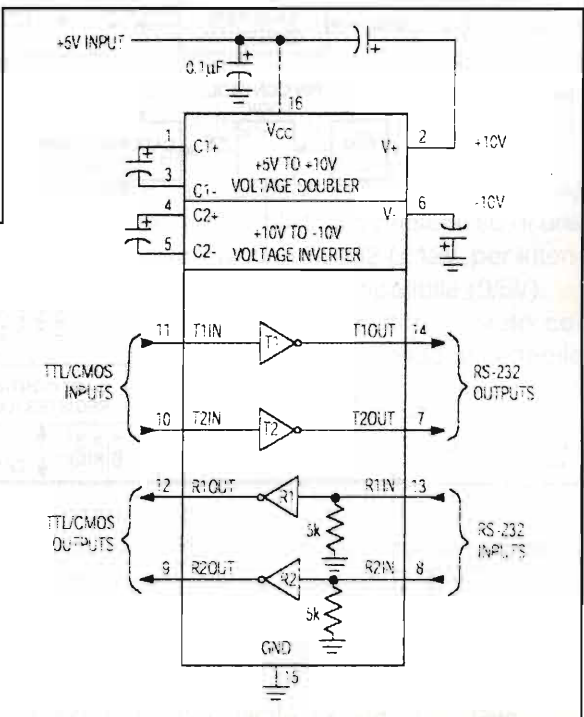 +5V INPUT
0.1µF
16
VCC
1
C1+
V+
2
+10V
+5V TO +10V
VOLTAGE DOUBLER
3
C1-
4
C2+
V-
6
-10V
+10V TO -10V
VOLTAGE INVERTER
5
C2-
11
T1IN
T1
T1OUT
14
TTL/CMOS
INPUTS
RS-232
OUTPUTS
10
T2IN
T2
T2OUT
7
12
R1OUT
R1
R1IN
13
5k
TTL/CMOS
OUTPUTS
RS-232
INPUTS
9
R2OUT
R2
R2IN
8
5k
GND
15